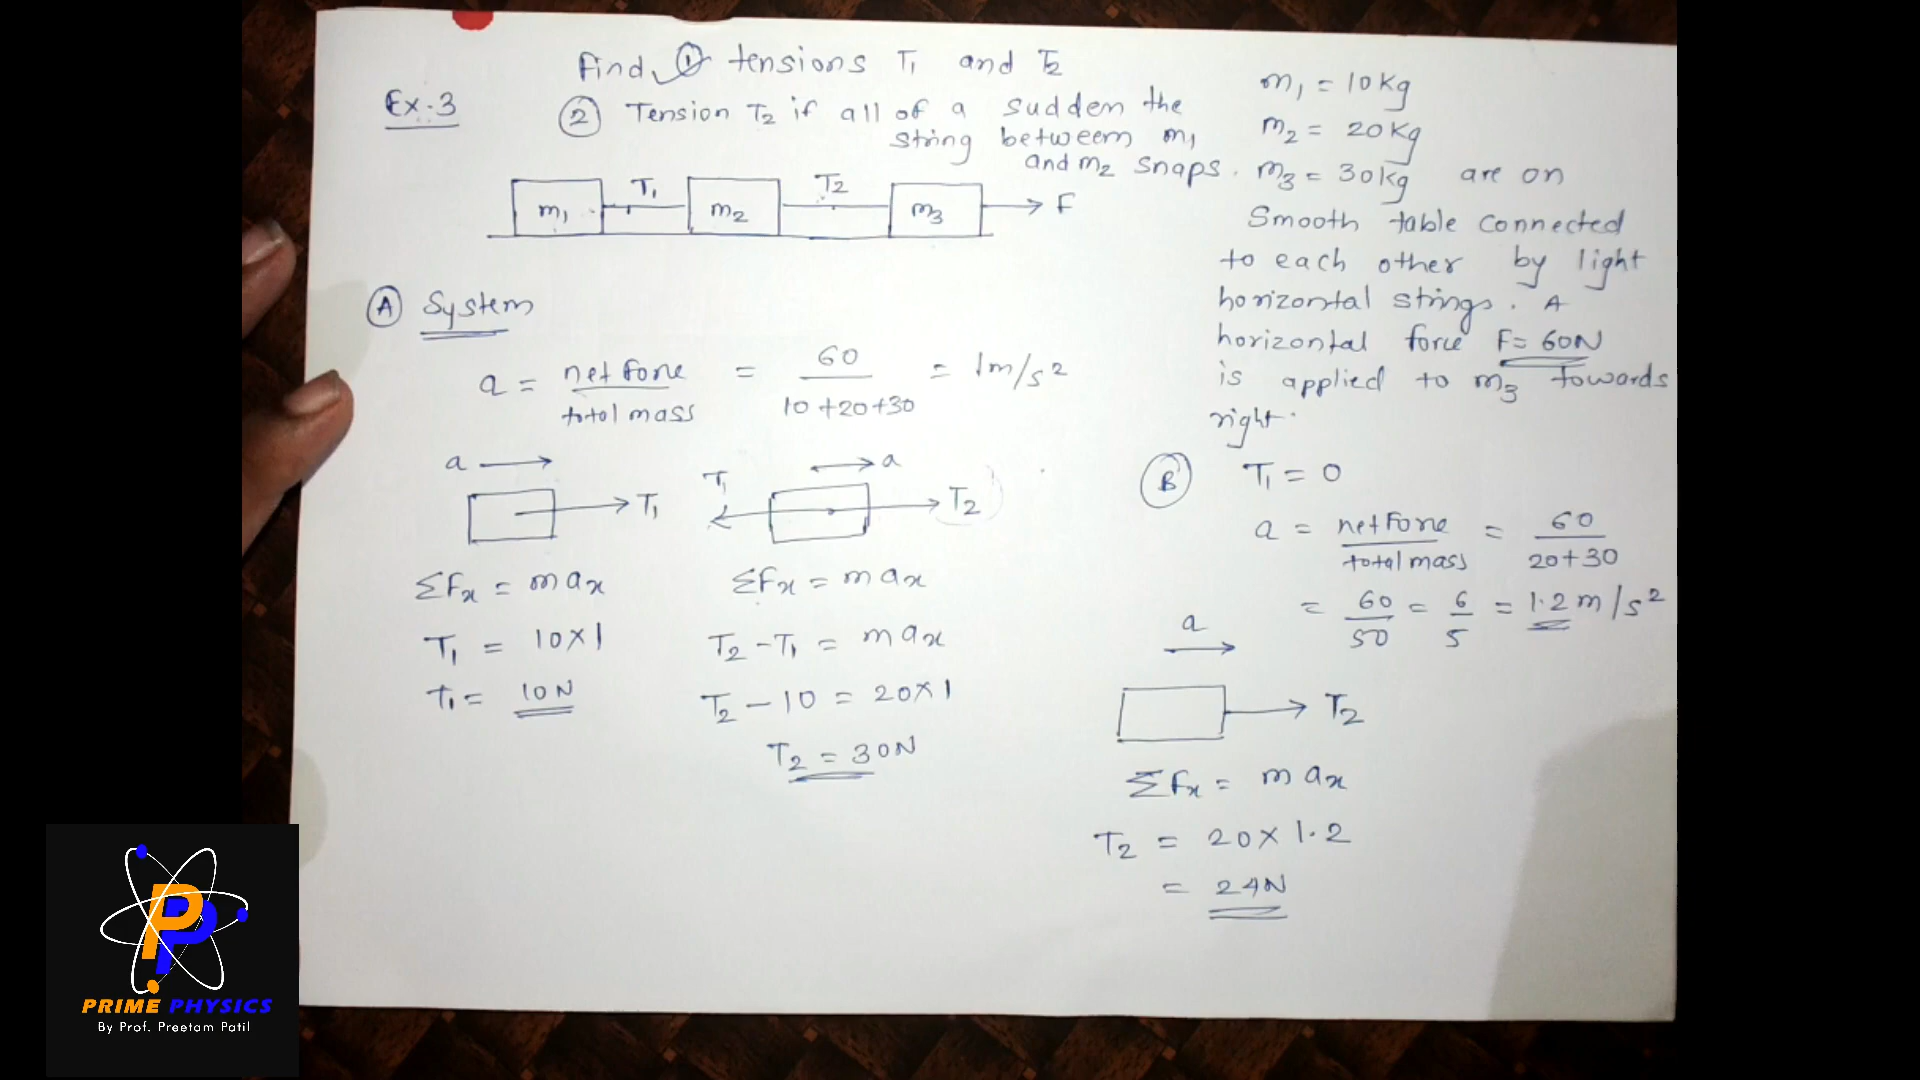 Find ① tensions T1 and T2
Ex.3
② Tension T2 if all of a sudden the
string between m1
and m2 snaps.
m1 = 10kg
m2 = 20kg
m3 = 30kg are on
Smooth table connected
to each other by light
horizontal strings. A
horizontal force F= 60N
is applied to m3 towards
right.
T1 T2
m1 m2 m3 F
Ⓐ System
a = net force / total mass = 60 / 10+20+30 = 1m/s2
a
T1
T1 a T2
ΣFx = max
T1 = 10×1
T1 = 10N
ΣFx = max
T2 - T1 = max
T2 - 10 = 20×1
T2 = 30N
Ⓑ T1 = 0
a = net force / total mass = 60 / 20+30
= 60/50 = 6/5 = 1.2 m/s2
a
T2
ΣFx = max
T2 = 20×1.2
= 24N
PP
PRIME PHYSICS
By Prof. Preetam Patil